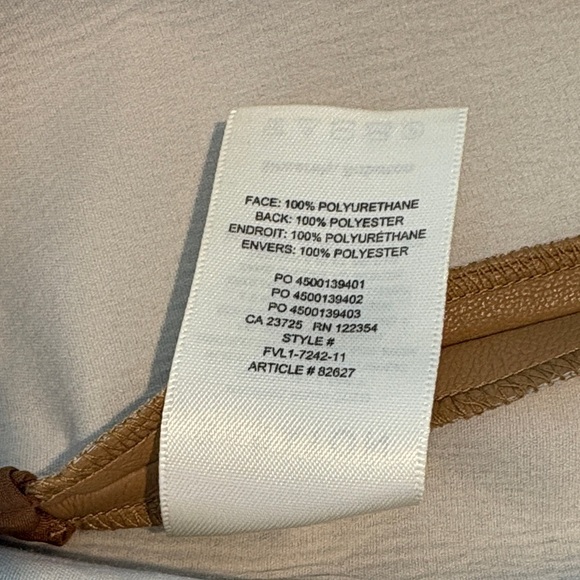 FACE: 100% POLYURETHANE
BACK: 100% POLYESTER
ENDROIT: 100% POLYURÉTHANE
ENVERS: 100% POLYESTER
PO 4500139401
PO 4500139402
PO 4500139403
CA 23725 RN 122354
STYLE #
FVL1-7242-11
ARTICLE # 82627